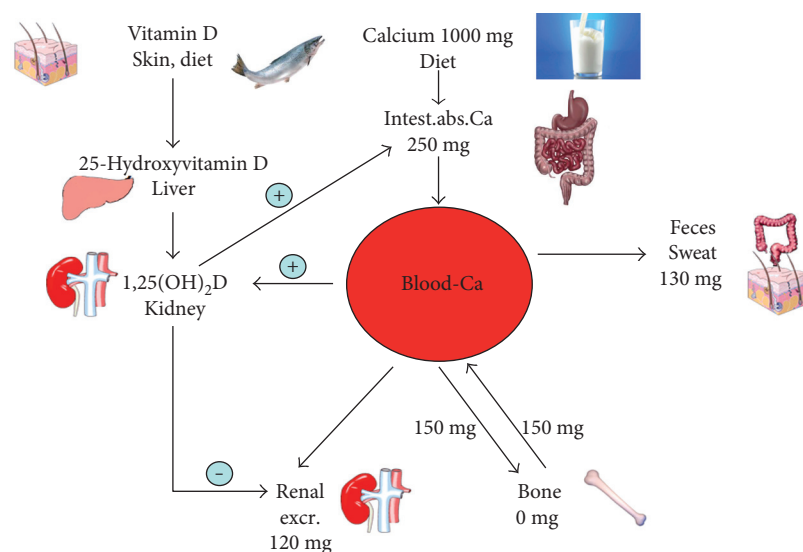 Vitamin D
Skin, diet
Calcium 1000 mg
Diet
Intest.abs.Ca
250 mg
25-Hydroxyvitamin D
Liver
+
+
1,25(OH)₂D
Kidney
Blood-Ca
Feces
Sweat
130 mg
150 mg
150 mg
−
Renal
excr.
120 mg
Bone
0 mg